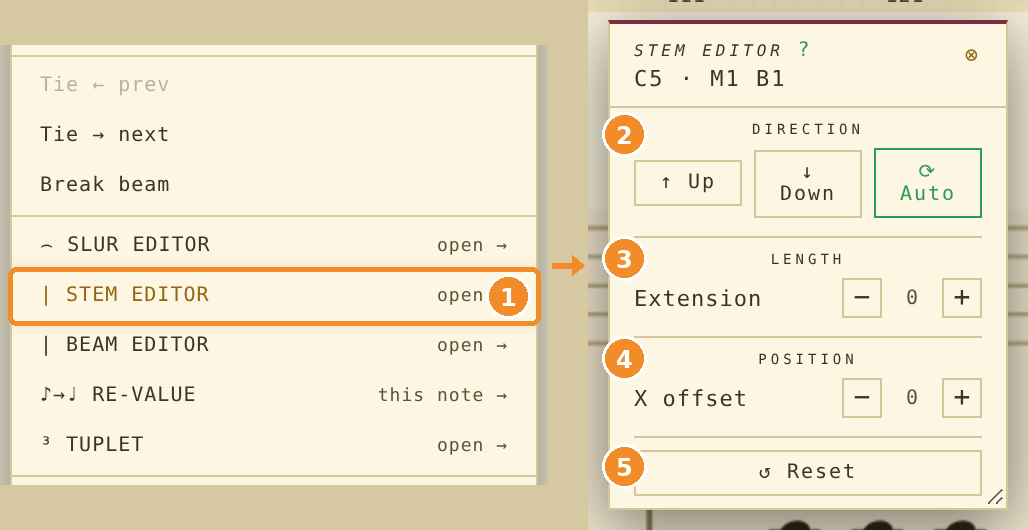 Tie ← prev
Tie → next
Break beam
⌢ SLUR EDITOR open →
| STEM EDITOR open 1
| BEAM EDITOR open →
♪→♩ RE-VALUE this note →
³ TUPLET open →
STEM EDITOR ? ⊗
C5 · M1 B1
2 DIRECTION
↑ Up
↓ Down
⟳ Auto
3 LENGTH
Extension − 0 +
4 POSITION
X offset − 0 +
5 ↺ Reset